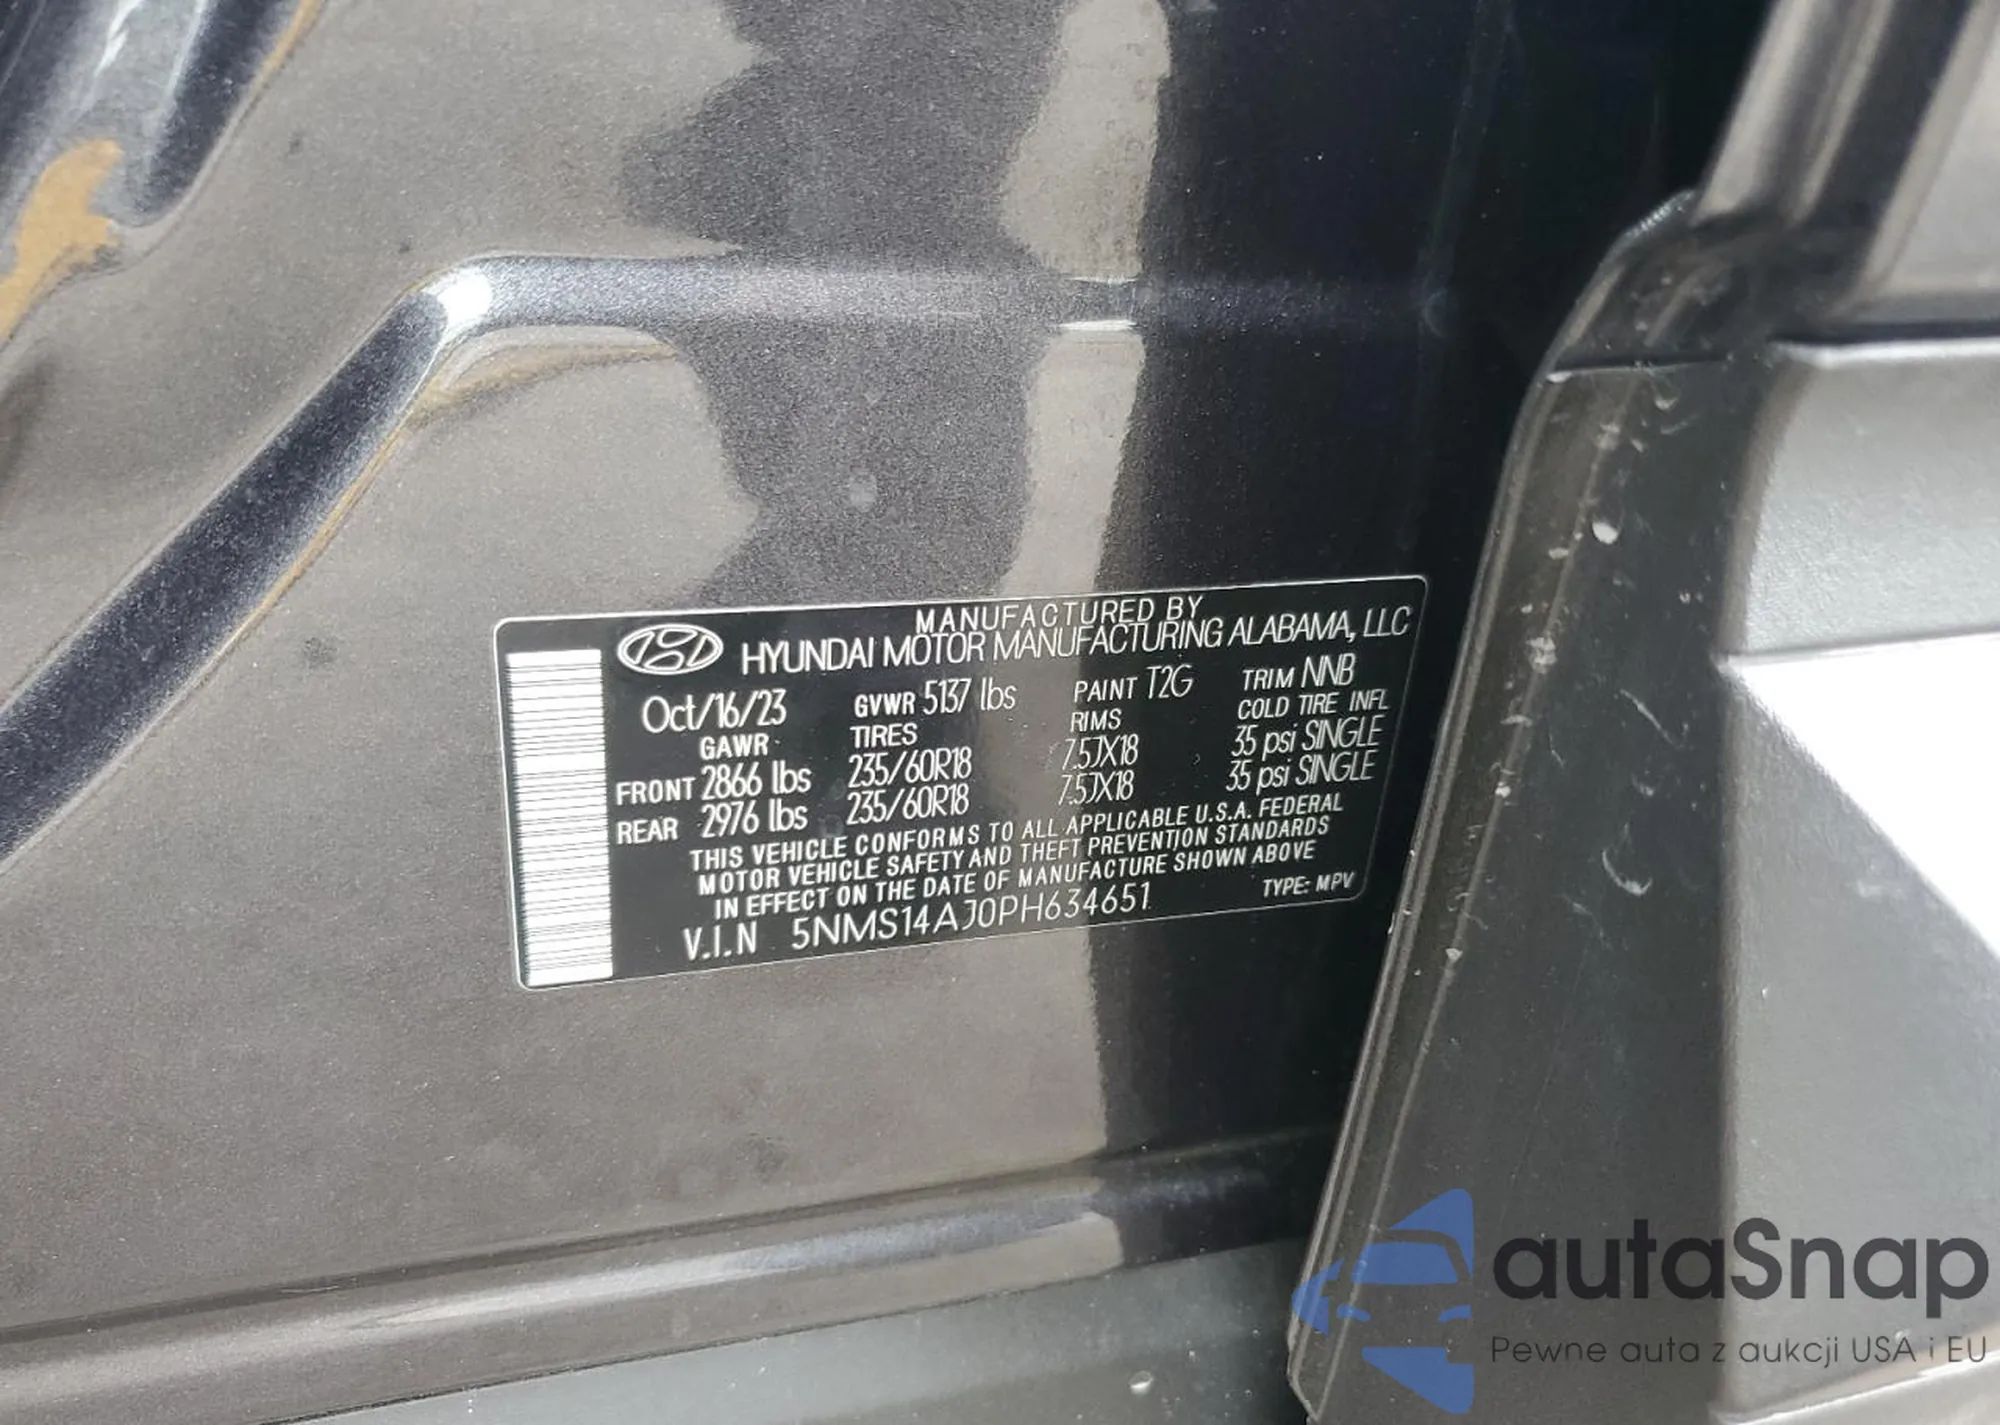 MANUFACTURED BY
HYUNDAI MOTOR MANUFACTURING ALABAMA, LLC
Oct/16/23 GVWR 5137 lbs PAINT T2G TRIM NNB
GAWR TIRES RIMS COLD TIRE INFL
FRONT 2866 lbs 235/60R18 7.5JX18 35 psi SINGLE
REAR 2976 lbs 235/60R18 7.5JX18 35 psi SINGLE
THIS VEHICLE CONFORMS TO ALL APPLICABLE U.S.A. FEDERAL
MOTOR VEHICLE SAFETY AND THEFT PREVENTION STANDARDS
IN EFFECT ON THE DATE OF MANUFACTURE SHOWN ABOVE
V.I.N 5NMS14AJ0PH634651 TYPE: MPV
autaSnap
Pewne auta z aukcji USA i EU